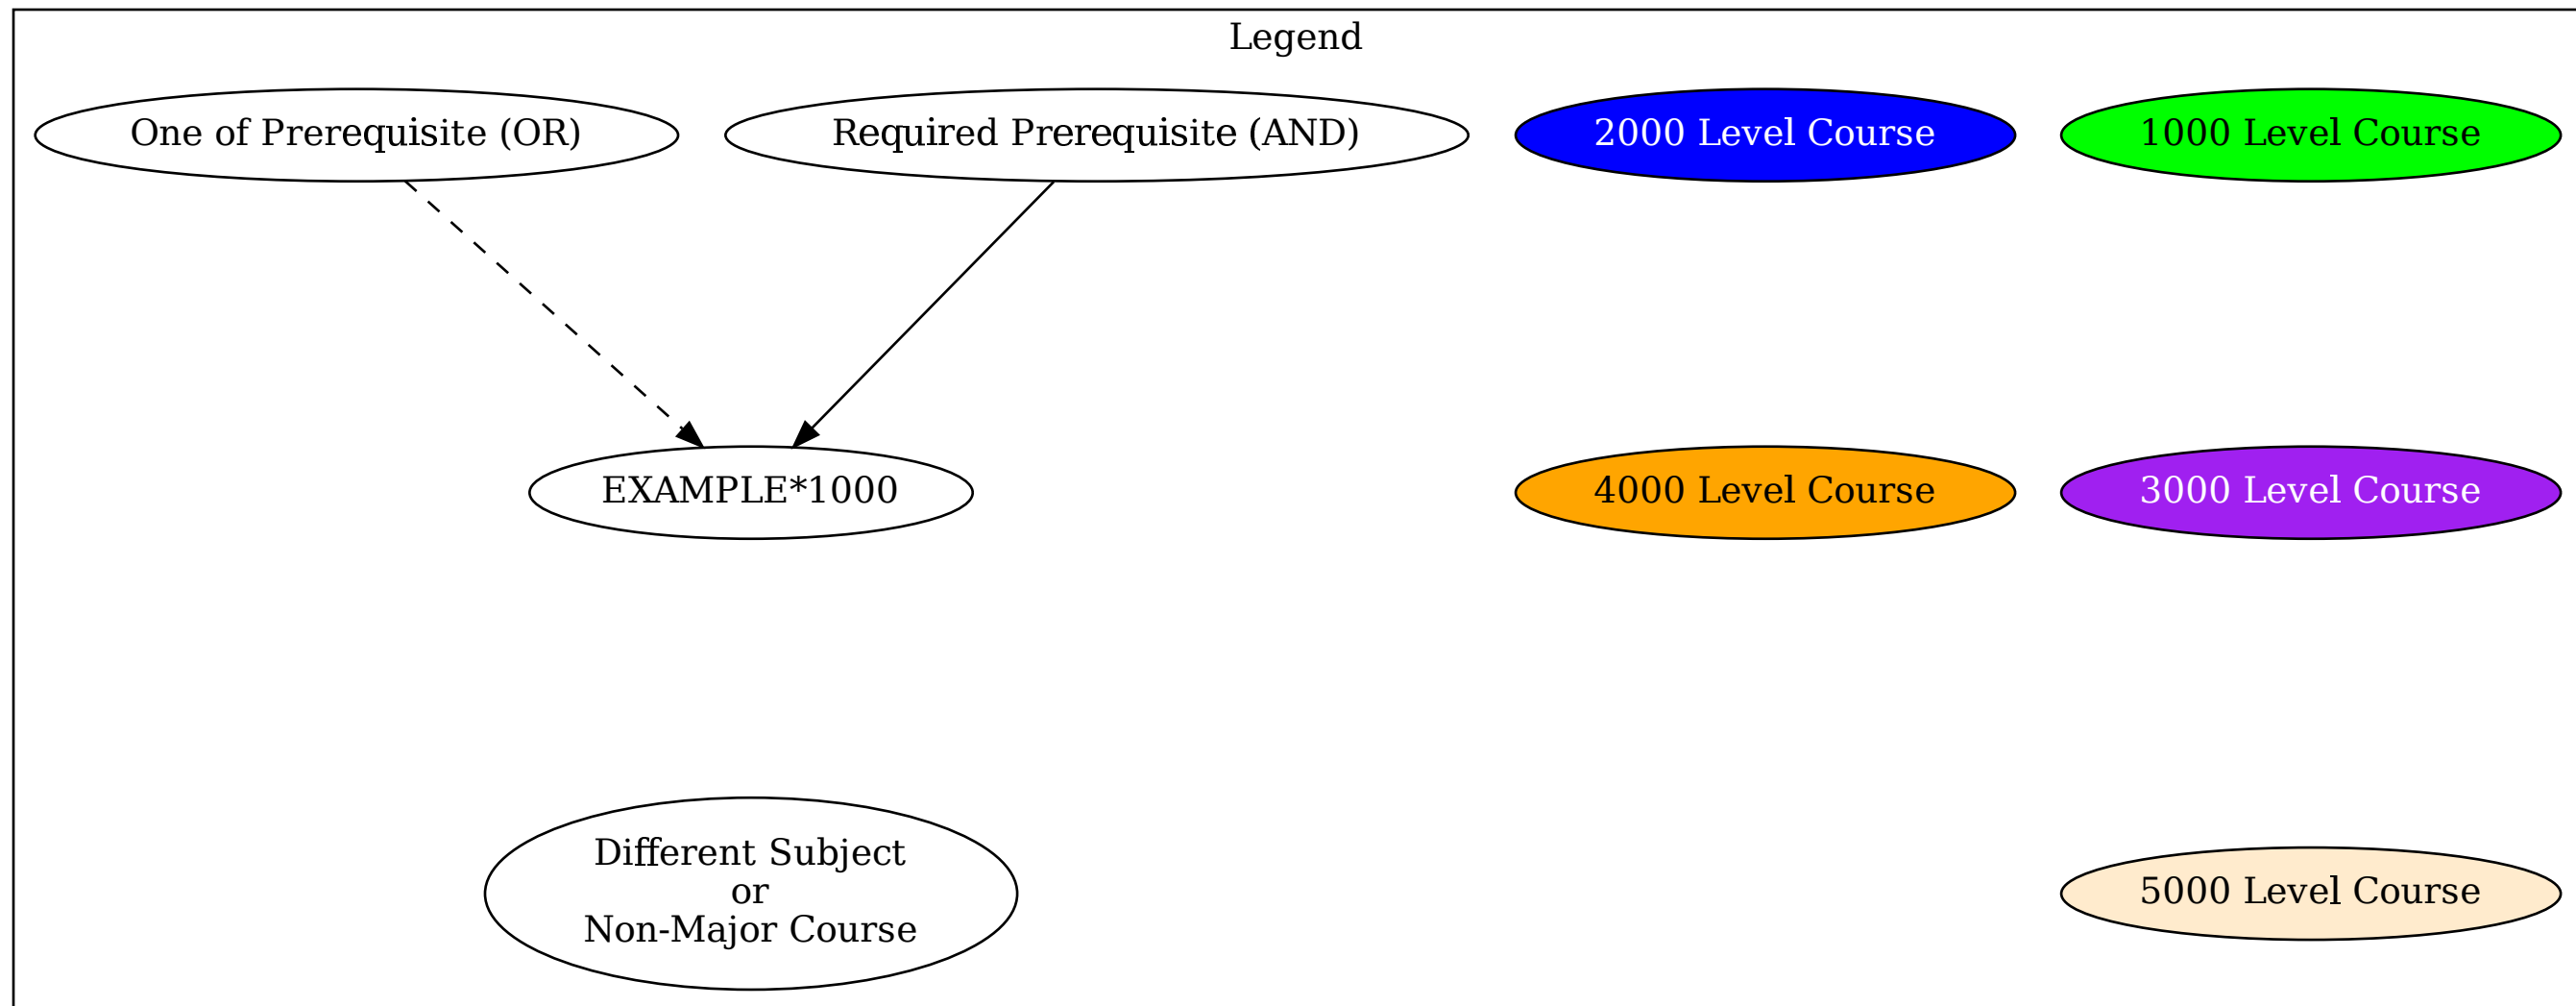 Legend
One of Prerequisite (OR)
Required Prerequisite (AND)
2000 Level Course
1000 Level Course
EXAMPLE*1000
4000 Level Course
3000 Level Course
Different Subject
or
Non-Major Course
5000 Level Course